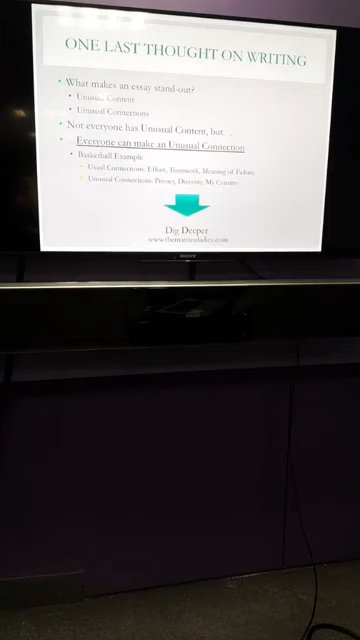 ONE LAST THOUGHT ON WRITING
What makes an essay stand-out?
Unusual Content
Unusual Connections
Not everyone has Unusual Content, but….
Everyone can make an Unusual Connection
Basketball Example
Usual Connections: Effort, Teamwork, Meaning of Failure
Unusual Connections: Privacy, Diversity, My Country
Dig Deeper
SONY